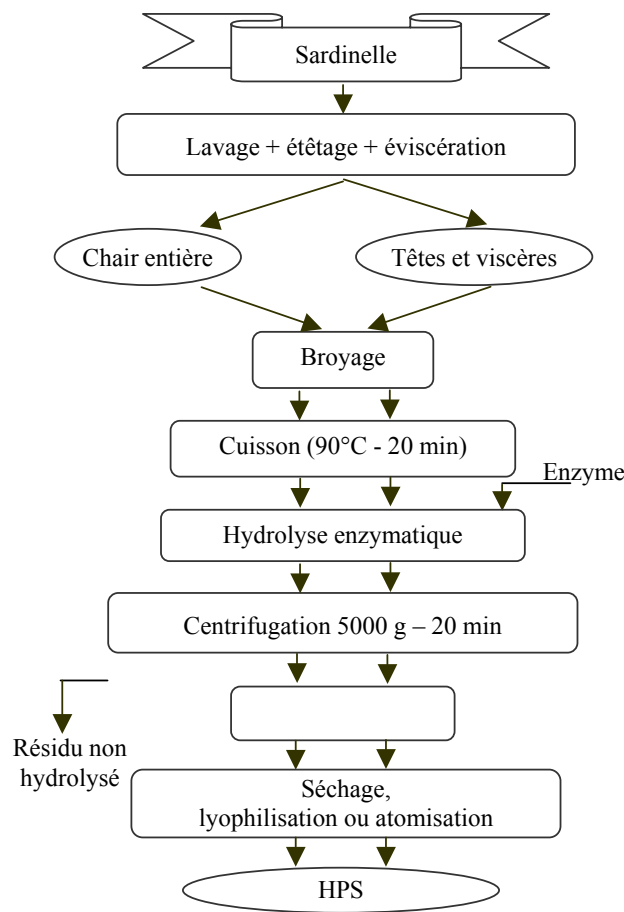 Sardinelle
Lavage + étêtage + éviscération
Chair entière
Têtes et viscères
Broyage
Cuisson (90°C - 20 min)
Enzyme
Hydrolyse enzymatique
Centrifugation 5000 g – 20 min
Résidu non
hydrolysé
Séchage,
lyophilisation ou atomisation
HPS